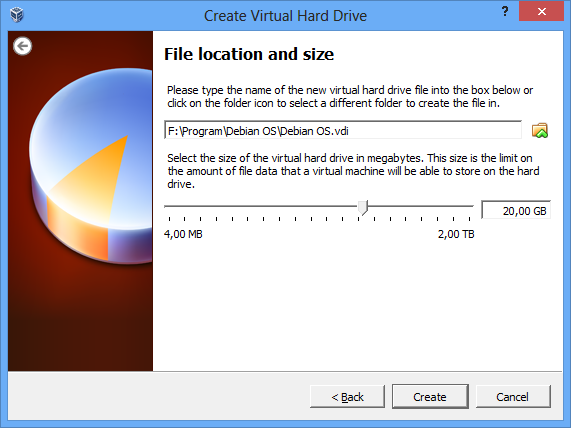 Create Virtual Hard Drive
?
File location and size
Please type the name of the new virtual hard drive file into the box below or
click on the folder icon to select a different folder to create the file in.
F:\Program\Debian OS\Debian OS.vdi
Select the size of the virtual hard drive in megabytes. This size is the limit on
the amount of file data that a virtual machine will be able to store on the hard
drive.
20,00 GB
4,00 MB 2,00 TB
< Back Create Cancel